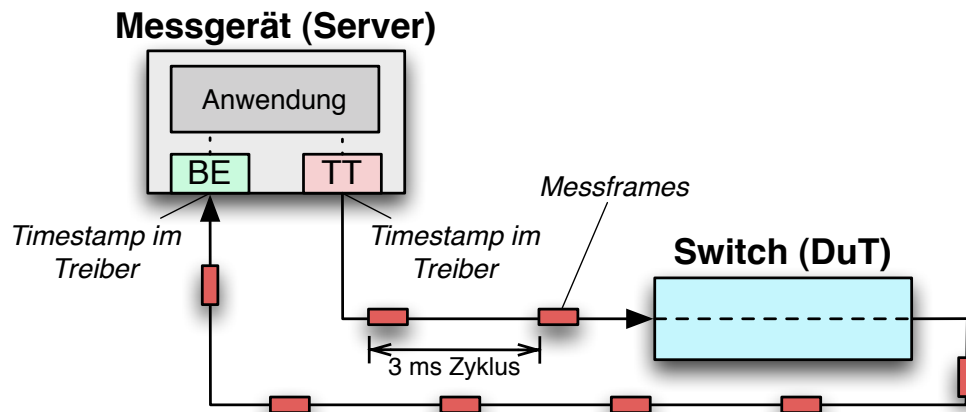 Messgerät (Server)
Anwendung
BE
TT
Timestamp im
Treiber
Timestamp im
Treiber
Messframes
Switch (DuT)
3 ms Zyklus